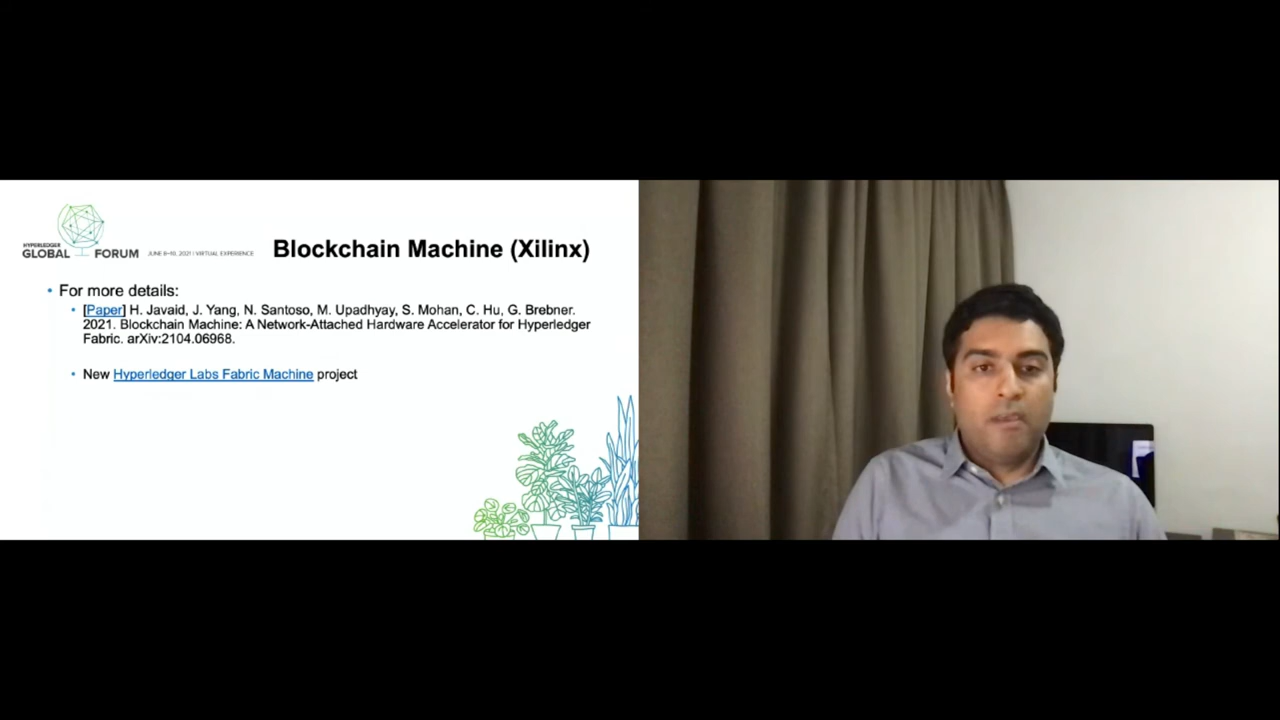 HYPERLEDGER
GLOBAL FORUM
JUNE 8–10, 2021 | VIRTUAL EXPERIENCE
Blockchain Machine (Xilinx)
• For more details:
• [Paper] H. Javaid, J. Yang, N. Santoso, M. Upadhyay, S. Mohan, C. Hu, G. Brebner.
2021. Blockchain Machine: A Network-Attached Hardware Accelerator for Hyperledger
Fabric. arXiv:2104.06968.
• New Hyperledger Labs Fabric Machine project